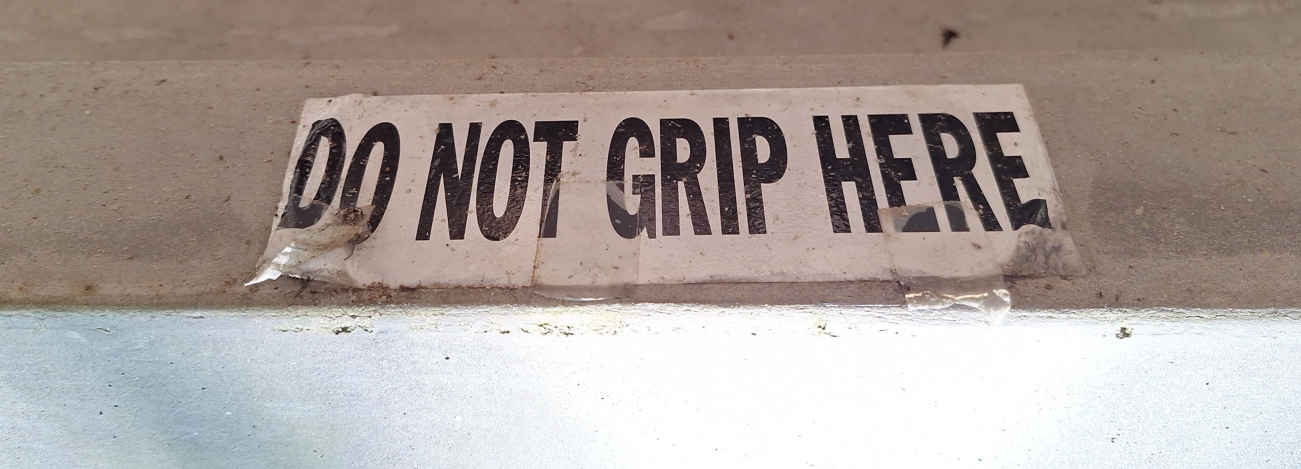 DO NOT GRIP HERE